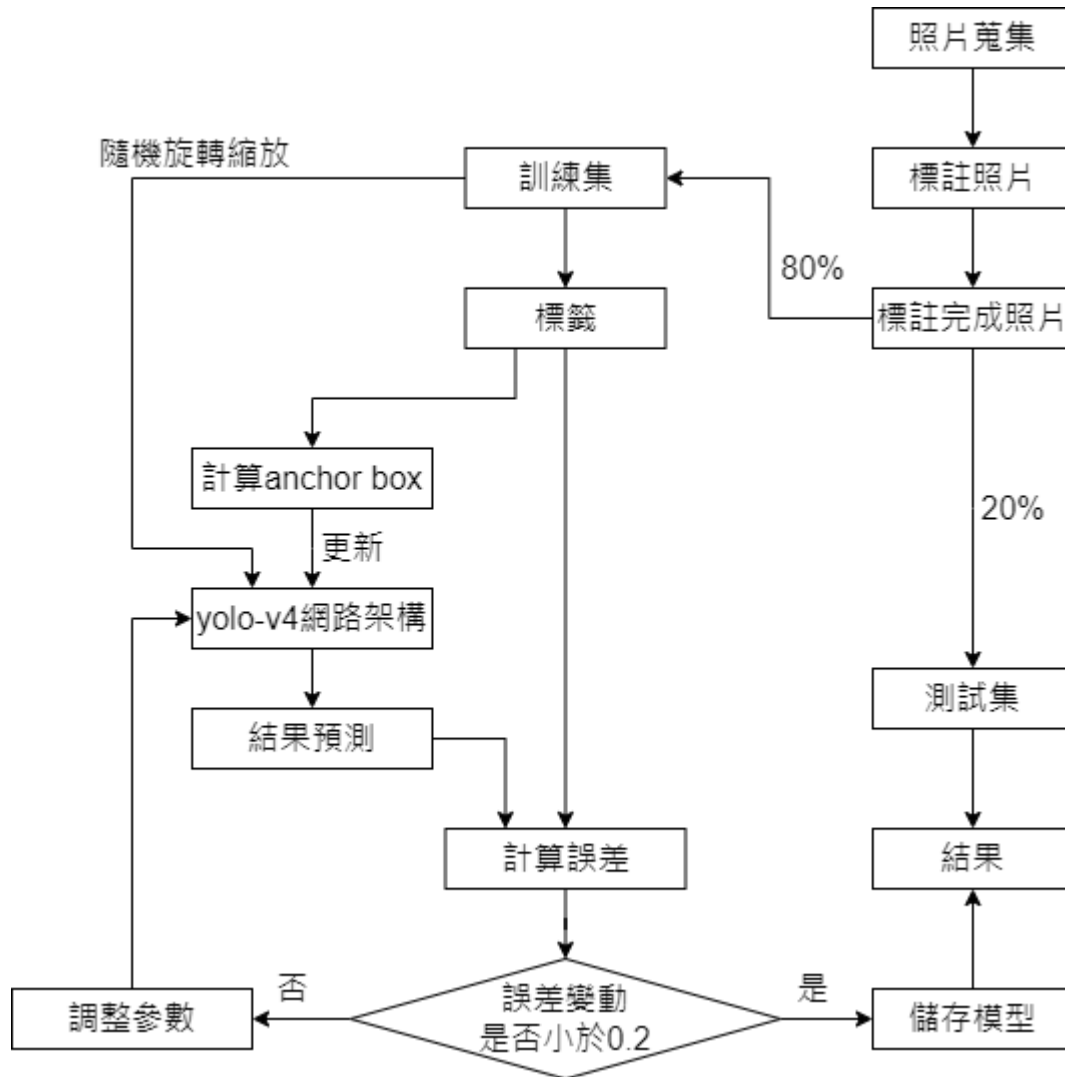 照片蒐集
隨機旋轉縮放
訓練集
標註照片
80%
標籤
標註完成照片
計算anchor box
20%
更新
yolo-v4網路架構
測試集
結果預測
計算誤差
結果
否
誤差變動
是否小於0.2
是
調整參數
儲存模型